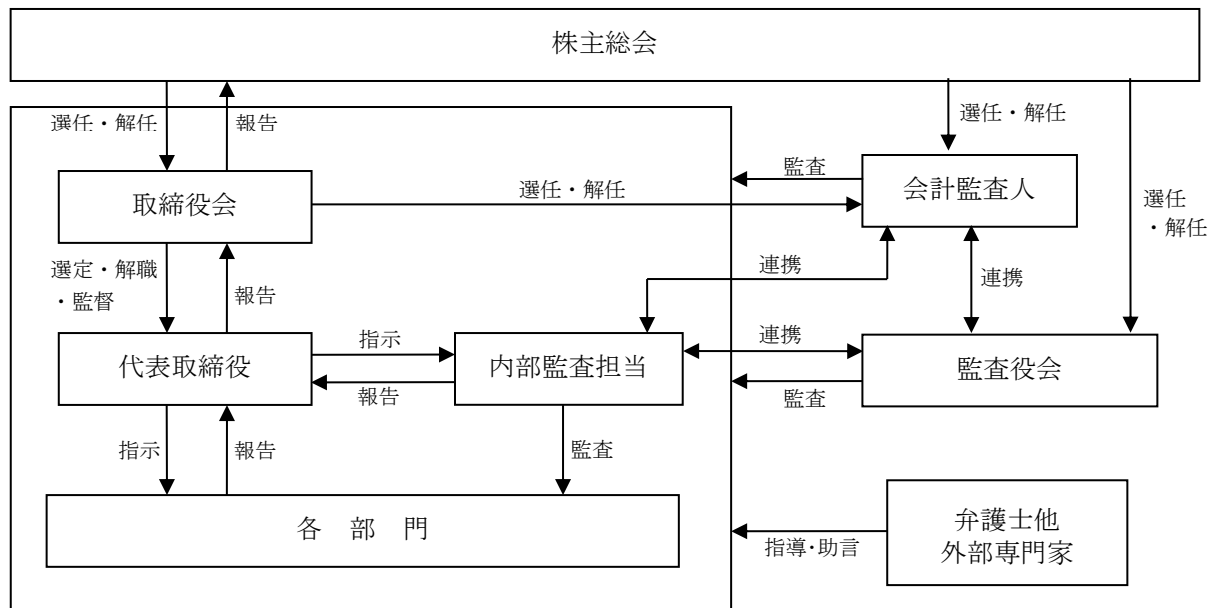 株主総会
選任・解任
報告
選任・解任
選任
・解任
取締役会
選任・解任
監査
会計監査人
選定・解職
・監督
報告
連携
連携
代表取締役
指示
報告
内部監査担当
連携
監査
監査役会
指示
報告
監査
各　部　門
指導・助言
弁護士他
外部専門家